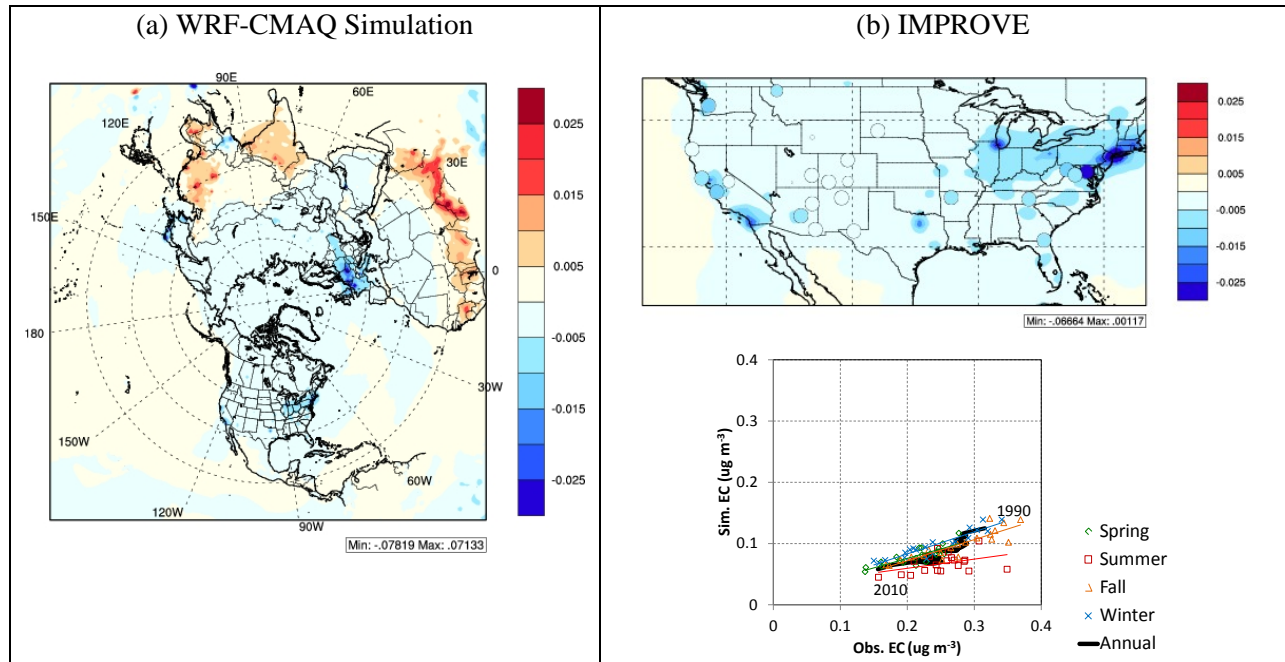 (a) WRF-CMAQ Simulation
90E
60E
120E
30E
150E
0
180
30W
150W
60W
120W
90W
0.025
0.015
0.005
-0.005
-0.015
-0.025
Min: -.07819 Max: .07133
(b) IMPROVE
0.025
0.015
0.005
-0.005
-0.015
-0.025
Min: -.06664 Max: .00117
0.4
0.3
0.2
0.1
0
Sim. EC (ug m⁻³)
1990
2010
0 0.1 0.2 0.3 0.4
Obs. EC (ug m⁻³)
Spring
Summer
Fall
Winter
Annual